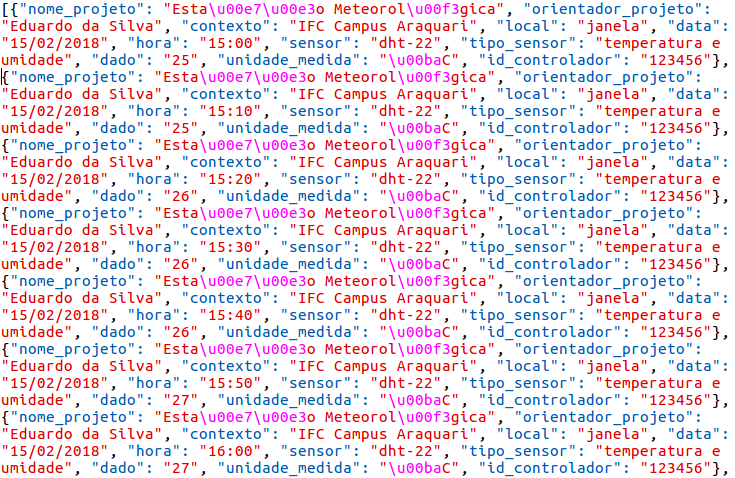 [{"nome_projeto": "Esta\u00e7\u00e3o Meteorol\u00f3gica", "orientador_projeto":
"Eduardo da Silva", "contexto": "IFC Campus Araquari", "local": "janela", "data":
"15/02/2018", "hora": "15:00", "sensor": "dht-22", "tipo_sensor": "temperatura e
umidade", "dado": "25", "unidade_medida": "\u00baC", "id_controlador": "123456"},
{"nome_projeto": "Esta\u00e7\u00e3o Meteorol\u00f3gica", "orientador_projeto":
"Eduardo da Silva", "contexto": "IFC Campus Araquari", "local": "janela", "data":
"15/02/2018", "hora": "15:10", "sensor": "dht-22", "tipo_sensor": "temperatura e
umidade", "dado": "25", "unidade_medida": "\u00baC", "id_controlador": "123456"},
{"nome_projeto": "Esta\u00e7\u00e3o Meteorol\u00f3gica", "orientador_projeto":
"Eduardo da Silva", "contexto": "IFC Campus Araquari", "local": "janela", "data":
"15/02/2018", "hora": "15:20", "sensor": "dht-22", "tipo_sensor": "temperatura e
umidade", "dado": "26", "unidade_medida": "\u00baC", "id_controlador": "123456"},
{"nome_projeto": "Esta\u00e7\u00e3o Meteorol\u00f3gica", "orientador_projeto":
"Eduardo da Silva", "contexto": "IFC Campus Araquari", "local": "janela", "data":
"15/02/2018", "hora": "15:30", "sensor": "dht-22", "tipo_sensor": "temperatura e
umidade", "dado": "26", "unidade_medida": "\u00baC", "id_controlador": "123456"},
{"nome_projeto": "Esta\u00e7\u00e3o Meteorol\u00f3gica", "orientador_projeto":
"Eduardo da Silva", "contexto": "IFC Campus Araquari", "local": "janela", "data":
"15/02/2018", "hora": "15:40", "sensor": "dht-22", "tipo_sensor": "temperatura e
umidade", "dado": "26", "unidade_medida": "\u00baC", "id_controlador": "123456"},
{"nome_projeto": "Esta\u00e7\u00e3o Meteorol\u00f3gica", "orientador_projeto":
"Eduardo da Silva", "contexto": "IFC Campus Araquari", "local": "janela", "data":
"15/02/2018", "hora": "15:50", "sensor": "dht-22", "tipo_sensor": "temperatura e
umidade", "dado": "27", "unidade_medida": "\u00baC", "id_controlador": "123456"},
{"nome_projeto": "Esta\u00e7\u00e3o Meteorol\u00f3gica", "orientador_projeto":
"Eduardo da Silva", "contexto": "IFC Campus Araquari", "local": "janela", "data":
"15/02/2018", "hora": "16:00", "sensor": "dht-22", "tipo_sensor": "temperatura e
umidade", "dado": "27", "unidade_medida": "\u00baC", "id_controlador": "123456"},